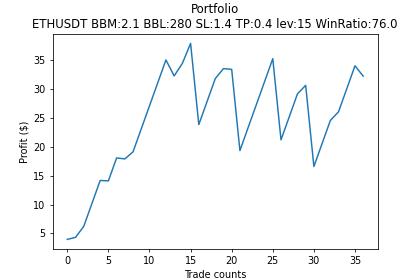 Portfolio
ETHUSDT BBM:2.1 BBL:280 SL:1.4 TP:0.4 lev:15 WinRatio:76.0
Profit ($)
35
30
25
20
15
10
5
0 5 10 15 20 25 30 35
Trade counts